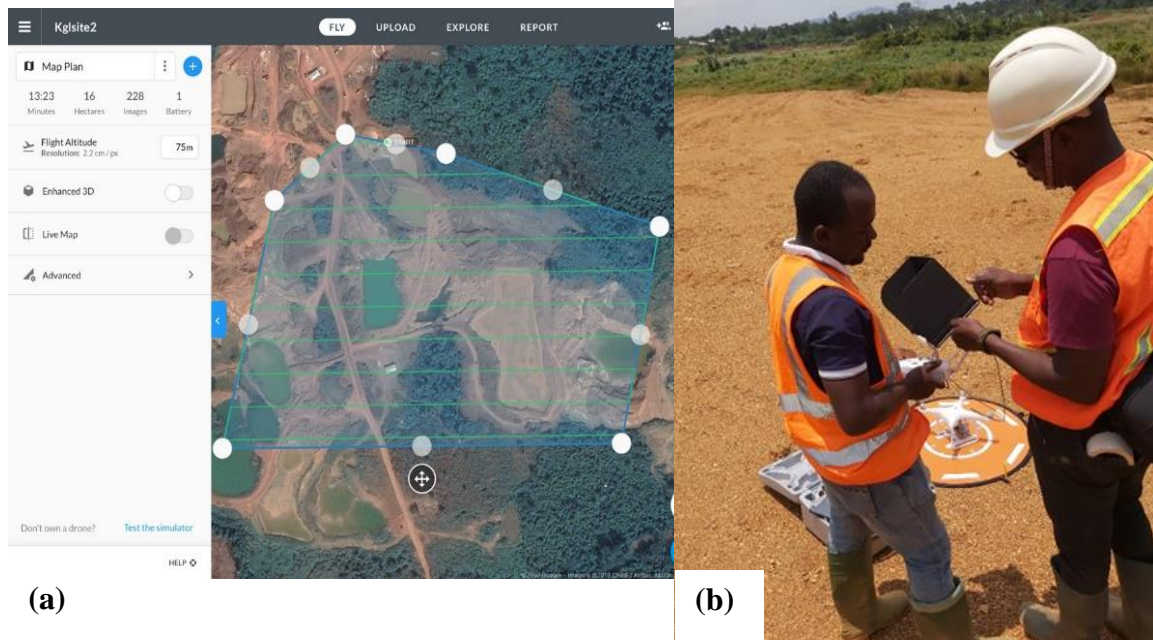 Kglsite2
FLY UPLOAD EXPLORE REPORT
Map Plan
13:23 16 228 1
Minutes Hectares Images Battery
Flight Altitude
Resolution: 2.2 cm / px
75m
Enhanced 3D
Live Map
Advanced
START
Don't own a drone? Test the simulator
HELP
(a)
(b)